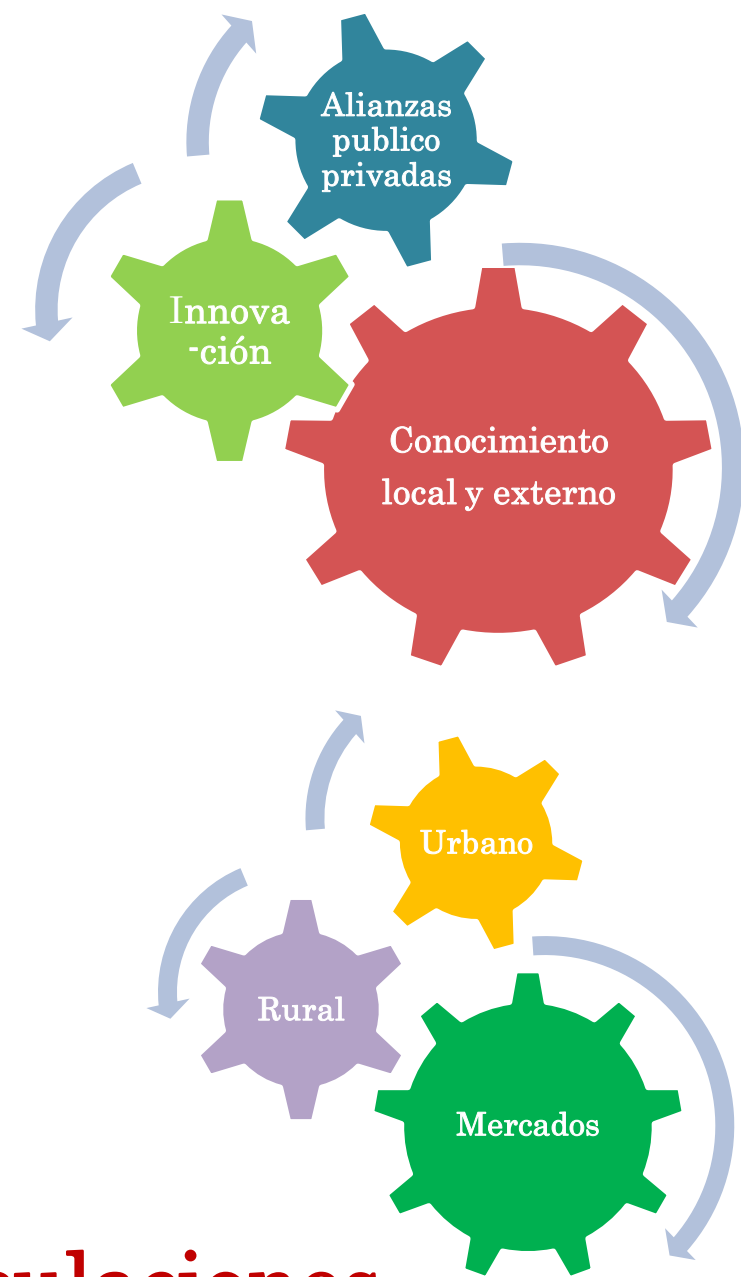 Alianzas
publico
privadas
Innova
-ción
Conocimiento
local y externo
Urbano
Rural
Mercados